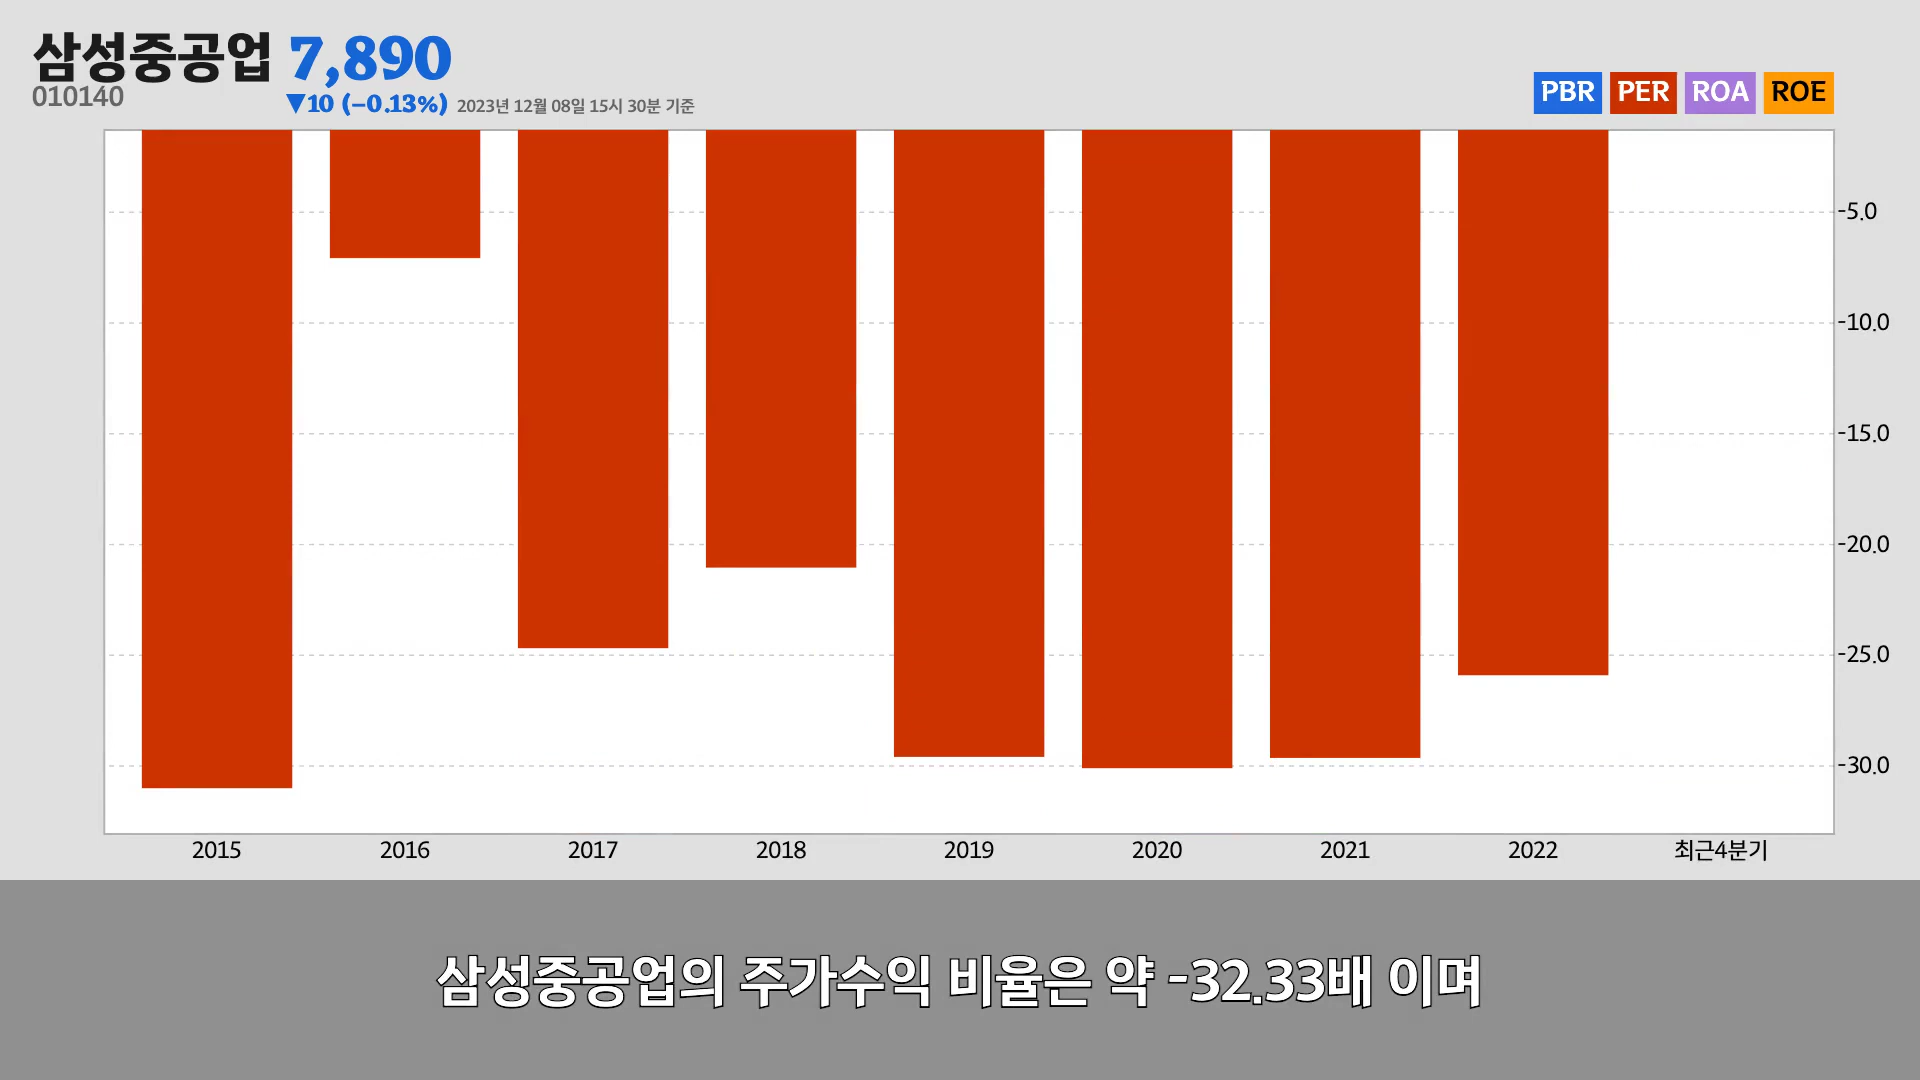 삼성중공업 7,890
010140
▼10 (−0.13%) 2023년 12월 08일 15시 30분 기준
PBR PER ROA ROE
-5.0
-10.0
-15.0
-20.0
-25.0
-30.0
2015 2016 2017 2018 2019 2020 2021 2022 최근4분기
삼성중공업의 주가수익 비율은 약 -32.33배 이며